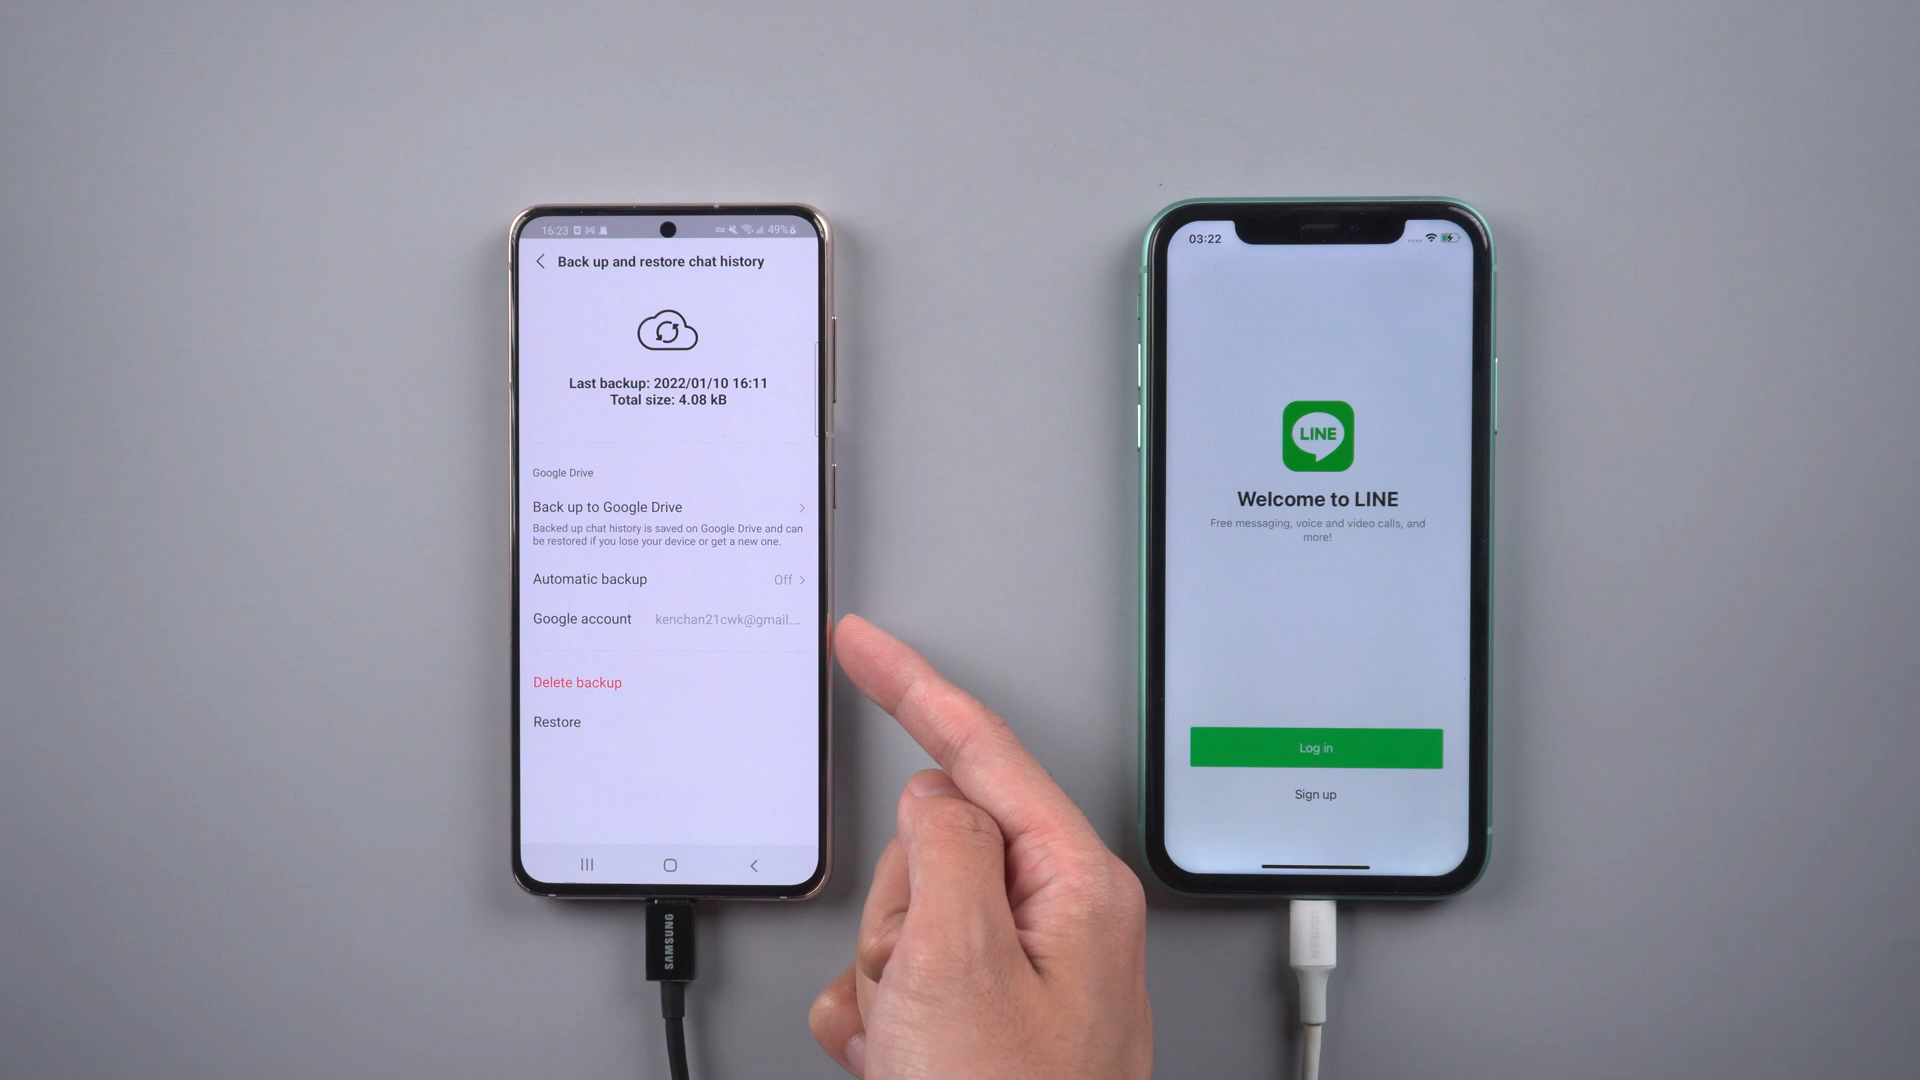 16:23
49%
Back up and restore chat history
Last backup: 2022/01/10 16:11
Total size: 4.08 kB
Google Drive
Back up to Google Drive
Backed up chat history is saved on Google Drive and can
be restored if you lose your device or get a new one.
Automatic backup Off
Google account kenchan21cwk@gmail....
Delete backup
Restore
SAMSUNG
03:22
LINE
Welcome to LINE
Free messaging, voice and video calls, and
more!
Log in
Sign up
UGREEN